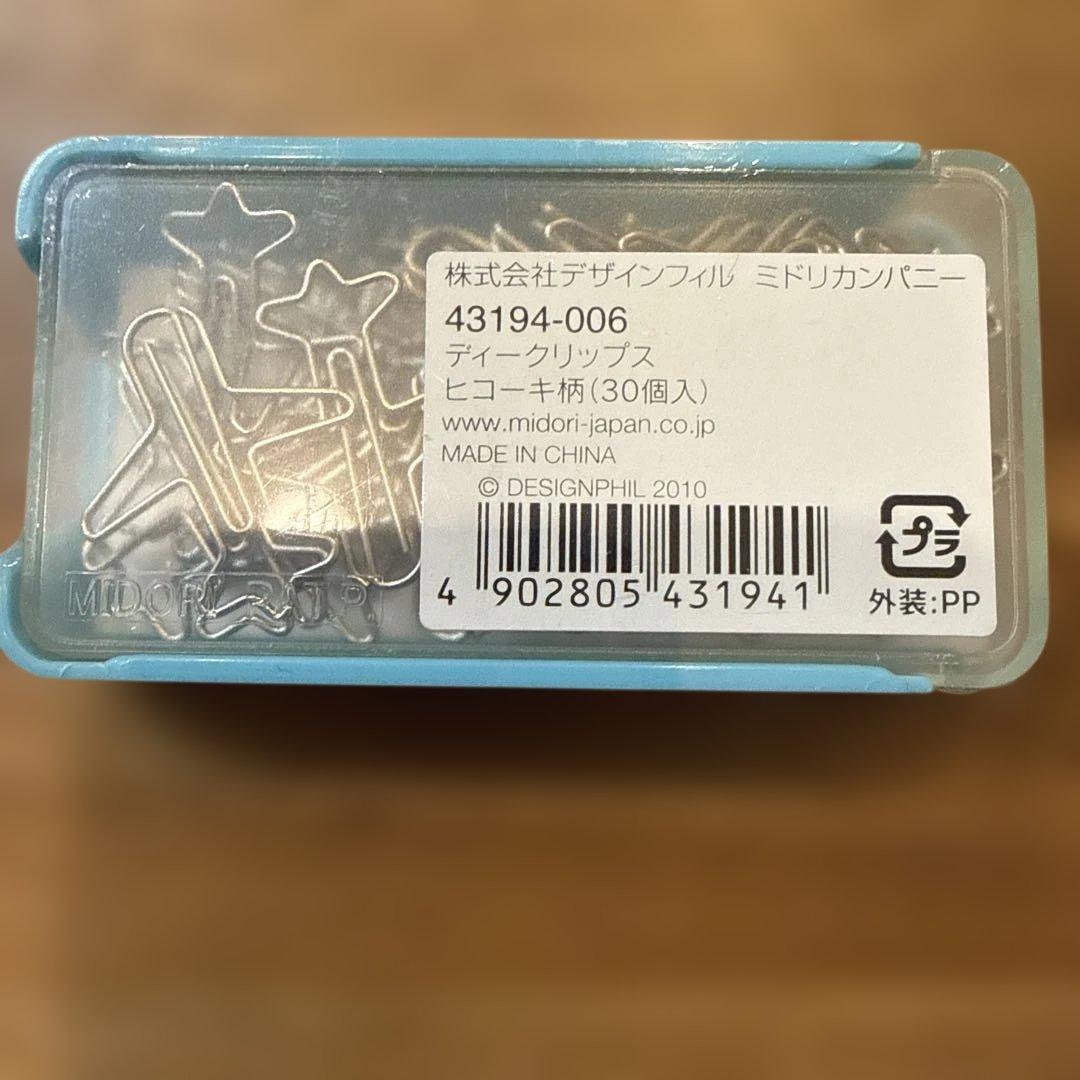 株式会社デザインフィル ミドリカンパニー
43194-006
ディークリップス
ヒコーキ柄(30個入)
www.midori-japan.co.jp
MADE IN CHINA
© DESIGNPHIL 2010
4 902805 431941
プラ
外装:PP
MIDORI PAT.P